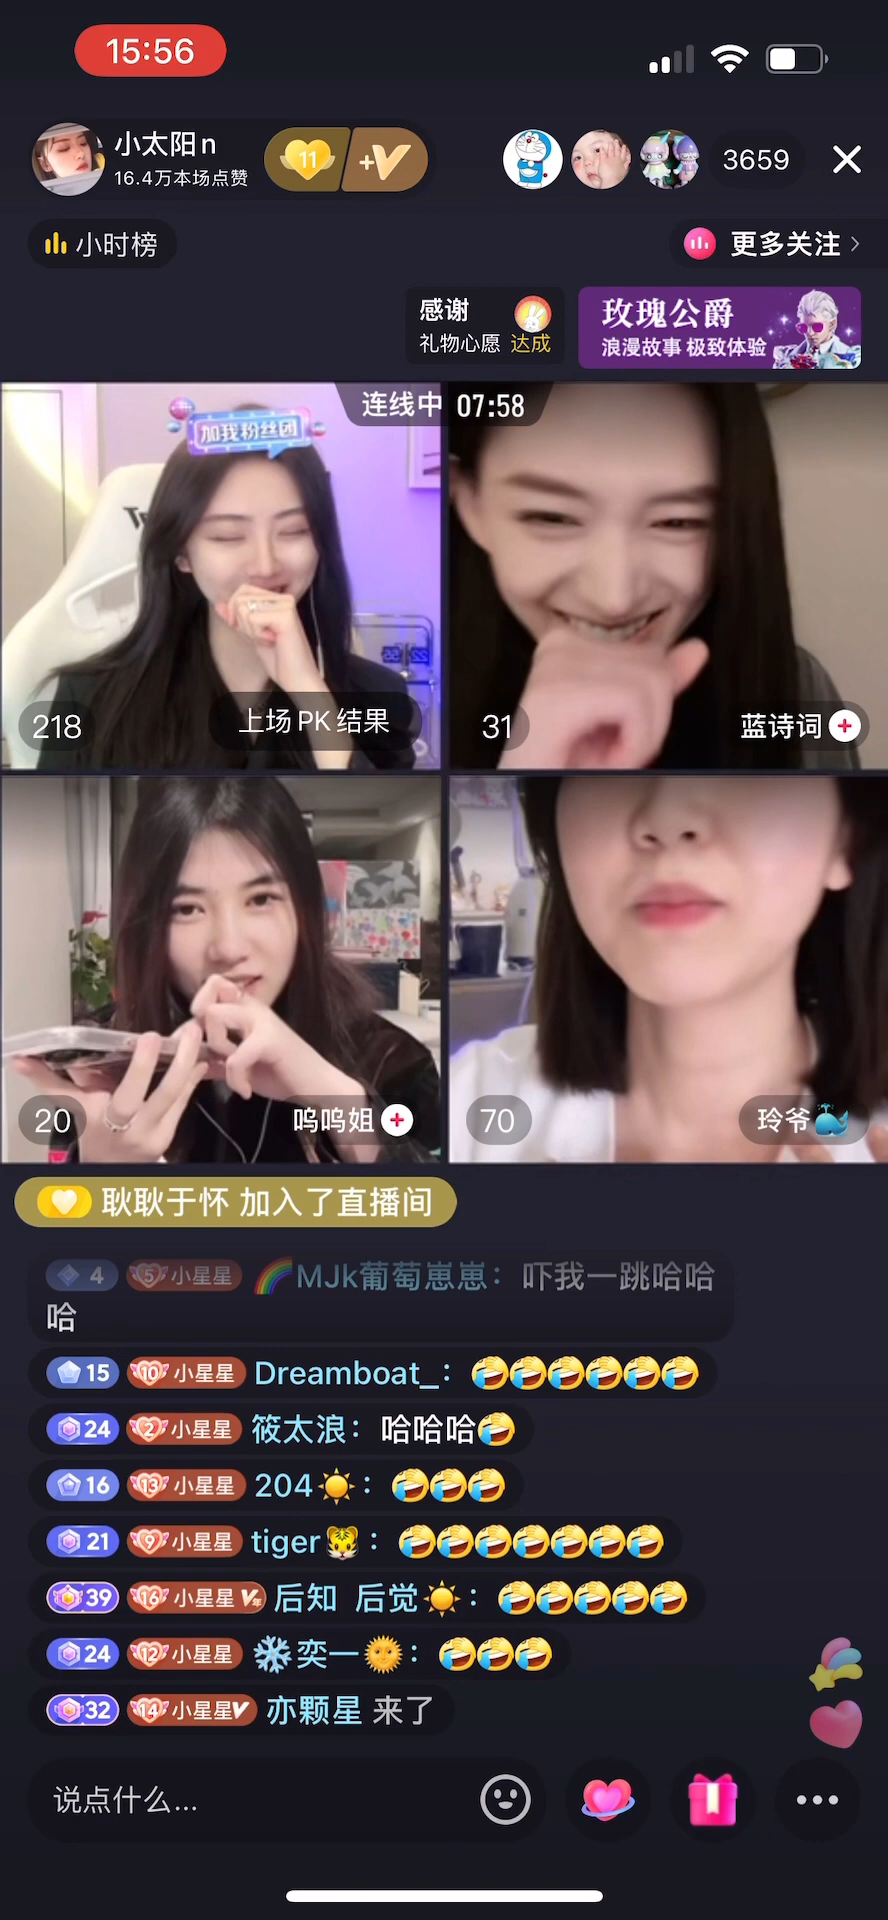 15:56
小太阳n
16.4万本场点赞
11
+V
3659
小时榜
更多关注
感谢
礼物心愿 达成
玫瑰公爵
浪漫故事 极致体验
连线中 07:58
加我粉丝团
218
上场 PK 结果
31
蓝诗词
20
呜呜姐
70
玲爷🐳
耿耿于怀 加入了直播间
4 5 小星星 🌈MJk葡萄崽崽：吓我一跳哈哈
哈
15 10 小星星 Dreamboat_：🤣🤣🤣🤣🤣🤣
24 2 小星星 筱太浪：哈哈哈🤣
16 13 小星星 204☀️：🤣🤣🤣
21 9 小星星 tiger🐯：🤣🤣🤣🤣🤣🤣🤣
39 16 小星星 V年 后知 后觉☀️：🤣🤣🤣🤣🤣
24 12 小星星 ❄️奕一🌞：🤣🤣🤣
32 14 小星星V 亦颗星 来了
说点什么...